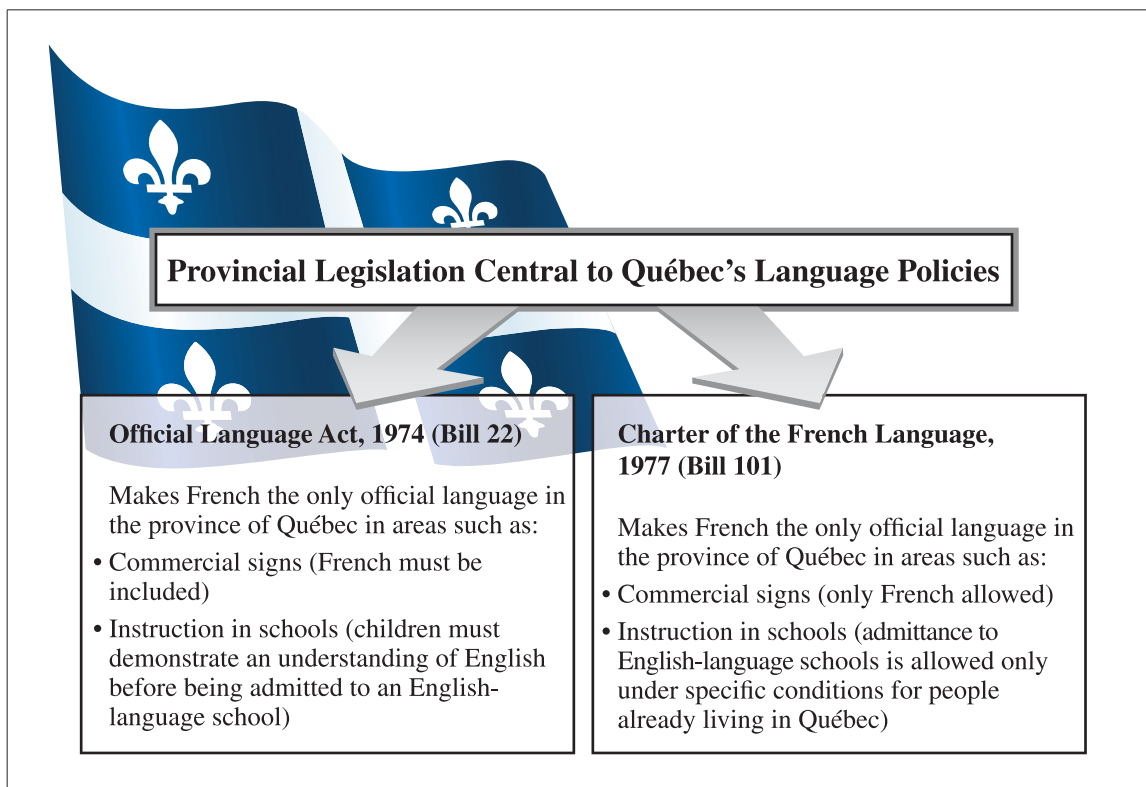 Provincial Legislation Central to Québec's Language Policies
Official Language Act, 1974 (Bill 22)
Makes French the only official language in
the province of Québec in areas such as:
• Commercial signs (French must be
included)
• Instruction in schools (children must
demonstrate an understanding of English
before being admitted to an English-
language school)
Charter of the French Language,
1977 (Bill 101)
Makes French the only official language in
the province of Québec in areas such as:
• Commercial signs (only French allowed)
• Instruction in schools (admittance to
English-language schools is allowed only
under specific conditions for people
already living in Québec)